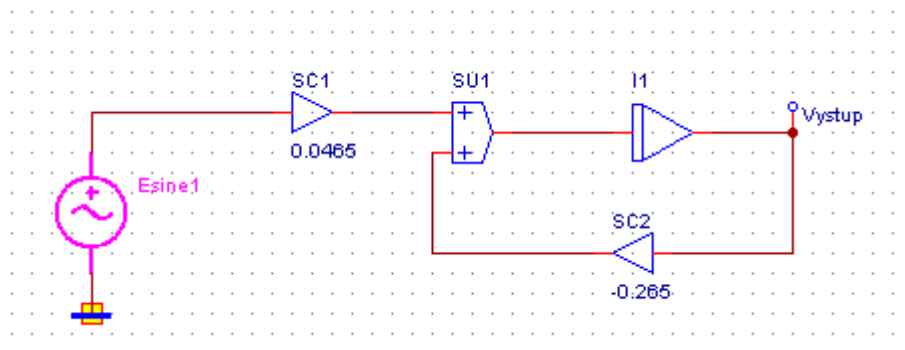 SC1
SU1
I1
Vystup
+
+
0.0465
Esine1
+
SC2
-0.265